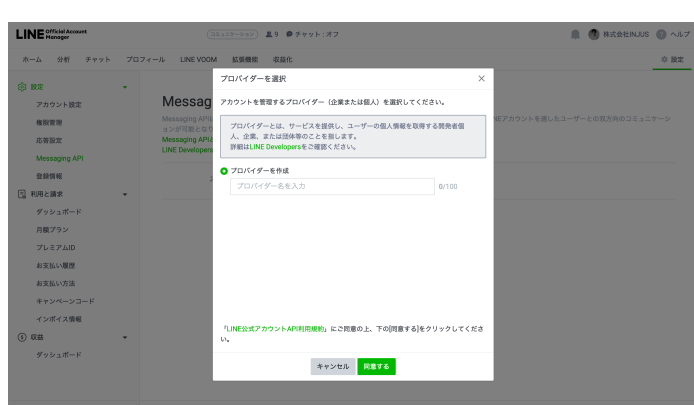 LINE Official Account Manager
コミュニケーション 9 チャット:オフ
株式会社INJUS ヘルプ
ホーム 分析 チャット プロフィール LINE VOOM 拡張機能 収益化 設定
設定
アカウント設定
権限管理
応答設定
Messaging API
登録情報
利用と請求
ダッシュボード
月額プラン
プレミアムID
お支払い履歴
お支払い方法
キャンペーンコード
インボイス情報
収益
ダッシュボード
Messag
Messaging APIに
ョンが可能となり
Messaging APIと
LINE Developers
NEアカウントを通したユーザーとの双方向のコミュニケーシ
プロバイダーを選択
アカウントを管理するプロバイダー（企業または個人）を選択してください。
プロバイダーとは、サービスを提供し、ユーザーの個人情報を取得する開発者個
人、企業、または団体等のことを指します。
詳細はLINE Developersをご確認ください。
プロバイダーを作成
プロバイダー名を入力 0/100
「LINE公式アカウントAPI利用規約」にご同意の上、下の[同意する]をクリックしてくださ
い。
キャンセル 同意する